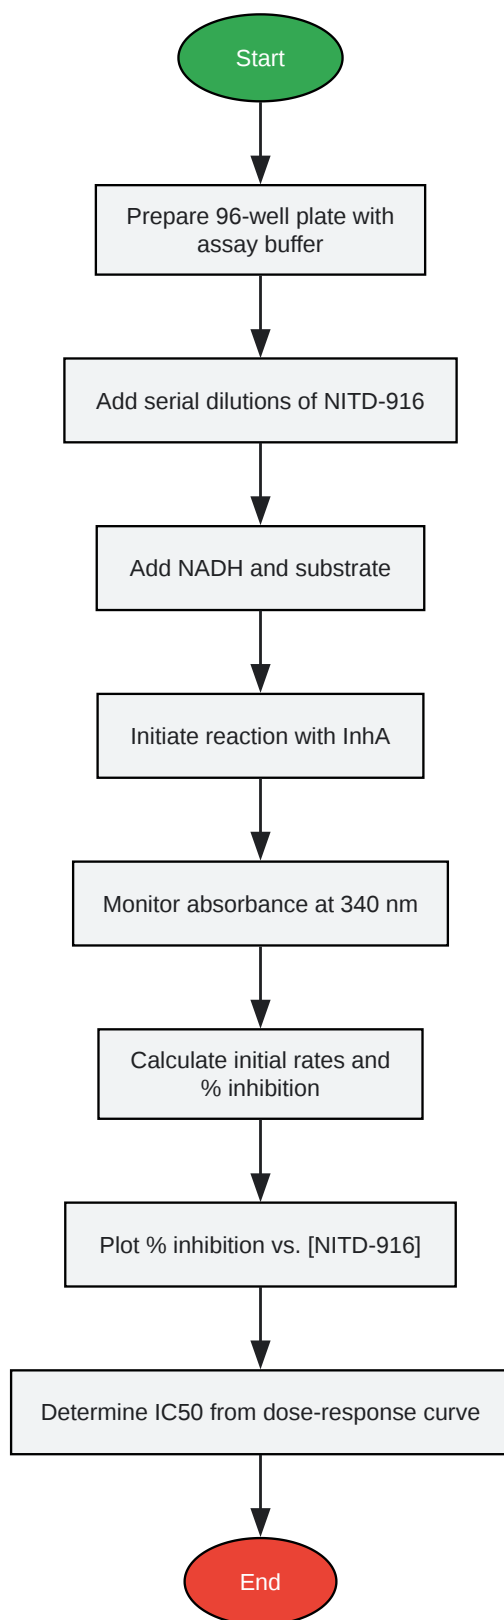 Start
Prepare 96-well plate with
assay buffer
Add serial dilutions of NITD-916
Add NADH and substrate
Initiate reaction with InhA
Monitor absorbance at 340 nm
Calculate initial rates and
% inhibition
Plot % inhibition vs. [NITD-916]
Determine IC50 from dose-response curve
End